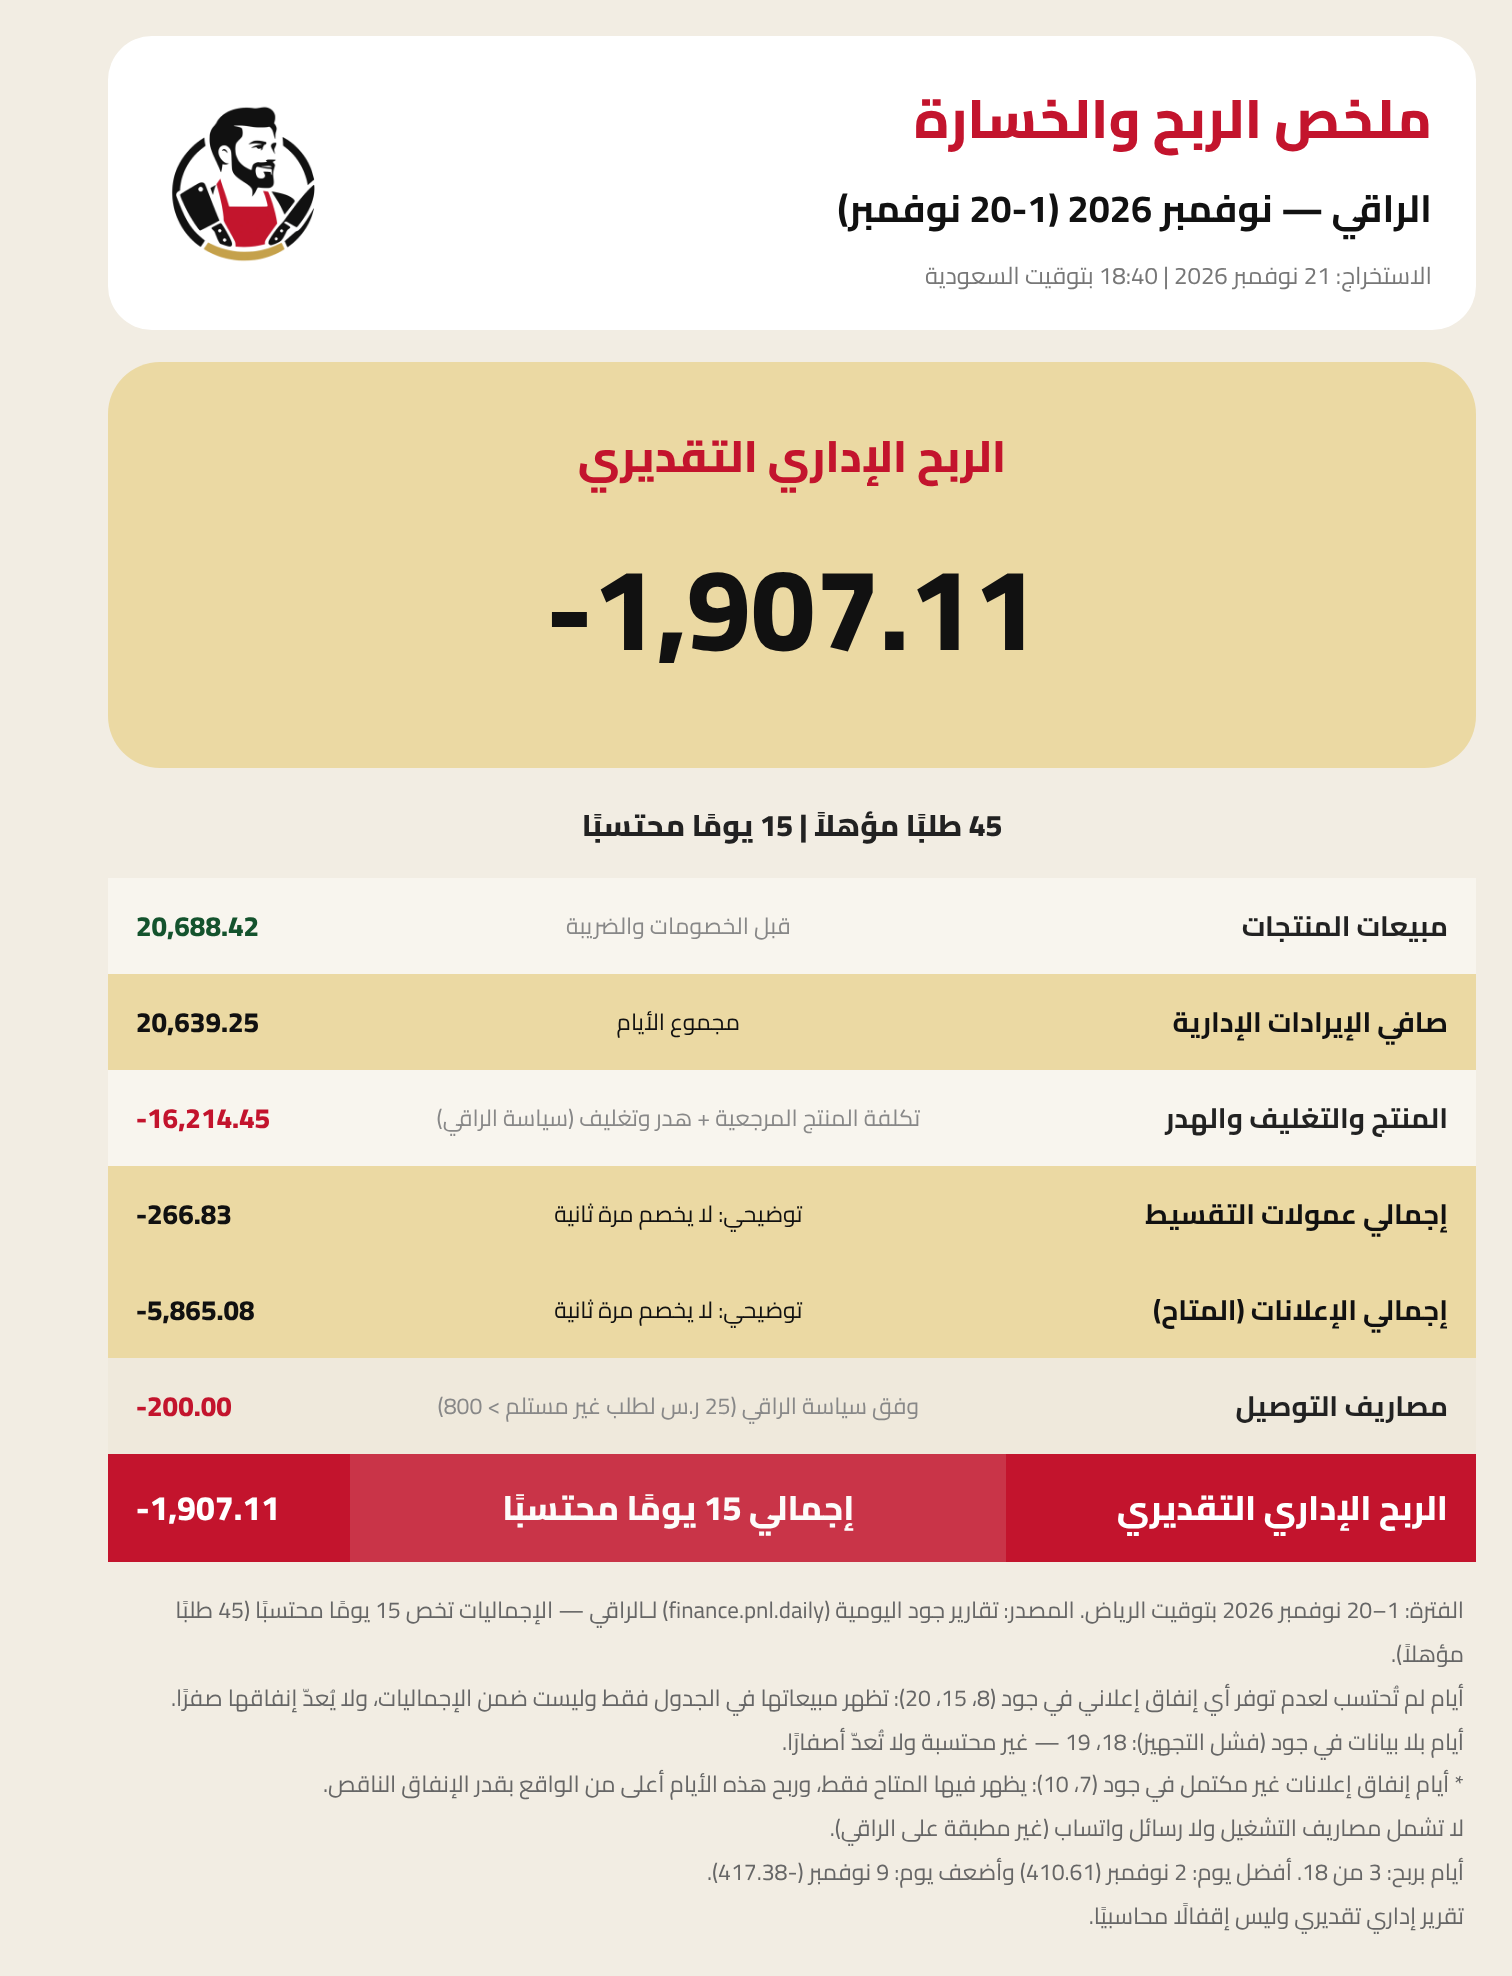 ملخص الربح والخسارة
الراقي — نوفمبر 2026 (1-20 نوفمبر)
الاستخراج: 21 نوفمبر 2026 | 18:40 بتوقيت السعودية
الربح الإداري التقديري
-1,907.11
45 طلبًا مؤهلاً | 15 يومًا محتسبًا
مبيعات المنتجات قبل الخصومات والضريبة 20,688.42
صافي الإيرادات الإدارية مجموع الأيام 20,639.25
المنتج والتغليف والهدر تكلفة المنتج المرجعية + هدر وتغليف (سياسة الراقي) -16,214.45
إجمالي عمولات التقسيط توضيحي: لا يخصم مرة ثانية -266.83
إجمالي الإعلانات (المتاح) توضيحي: لا يخصم مرة ثانية -5,865.08
مصاريف التوصيل وفق سياسة الراقي (25 ر.س لطلب غير مستلم > 800) -200.00
الربح الإداري التقديري إجمالي 15 يومًا محتسبًا -1,907.11
الفترة: 1–20 نوفمبر 2026 بتوقيت الرياض. المصدر: تقارير جود اليومية (finance.pnl.daily) لـالراقي — الإجماليات تخص 15 يومًا محتسبًا (45 طلبًا
مؤهلاً).
أيام لم تُحتسب لعدم توفر أي إنفاق إعلاني في جود (8، 15، 20): تظهر مبيعاتها في الجدول فقط وليست ضمن الإجماليات، ولا يُعدّ إنفاقها صفرًا.
أيام بلا بيانات في جود (فشل التجهيز): 18، 19 — غير محتسبة ولا تُعدّ أصفارًا.
* أيام إنفاق إعلانات غير مكتمل في جود (7، 10): يظهر فيها المتاح فقط، وربح هذه الأيام أعلى من الواقع بقدر الإنفاق الناقص.
لا تشمل مصاريف التشغيل ولا رسائل واتساب (غير مطبقة على الراقي).
أيام بربح: 3 من 18. أفضل يوم: 2 نوفمبر (410.61) وأضعف يوم: 9 نوفمبر (-417.38).
تقرير إداري تقديري وليس إقفالًا محاسبيًا.